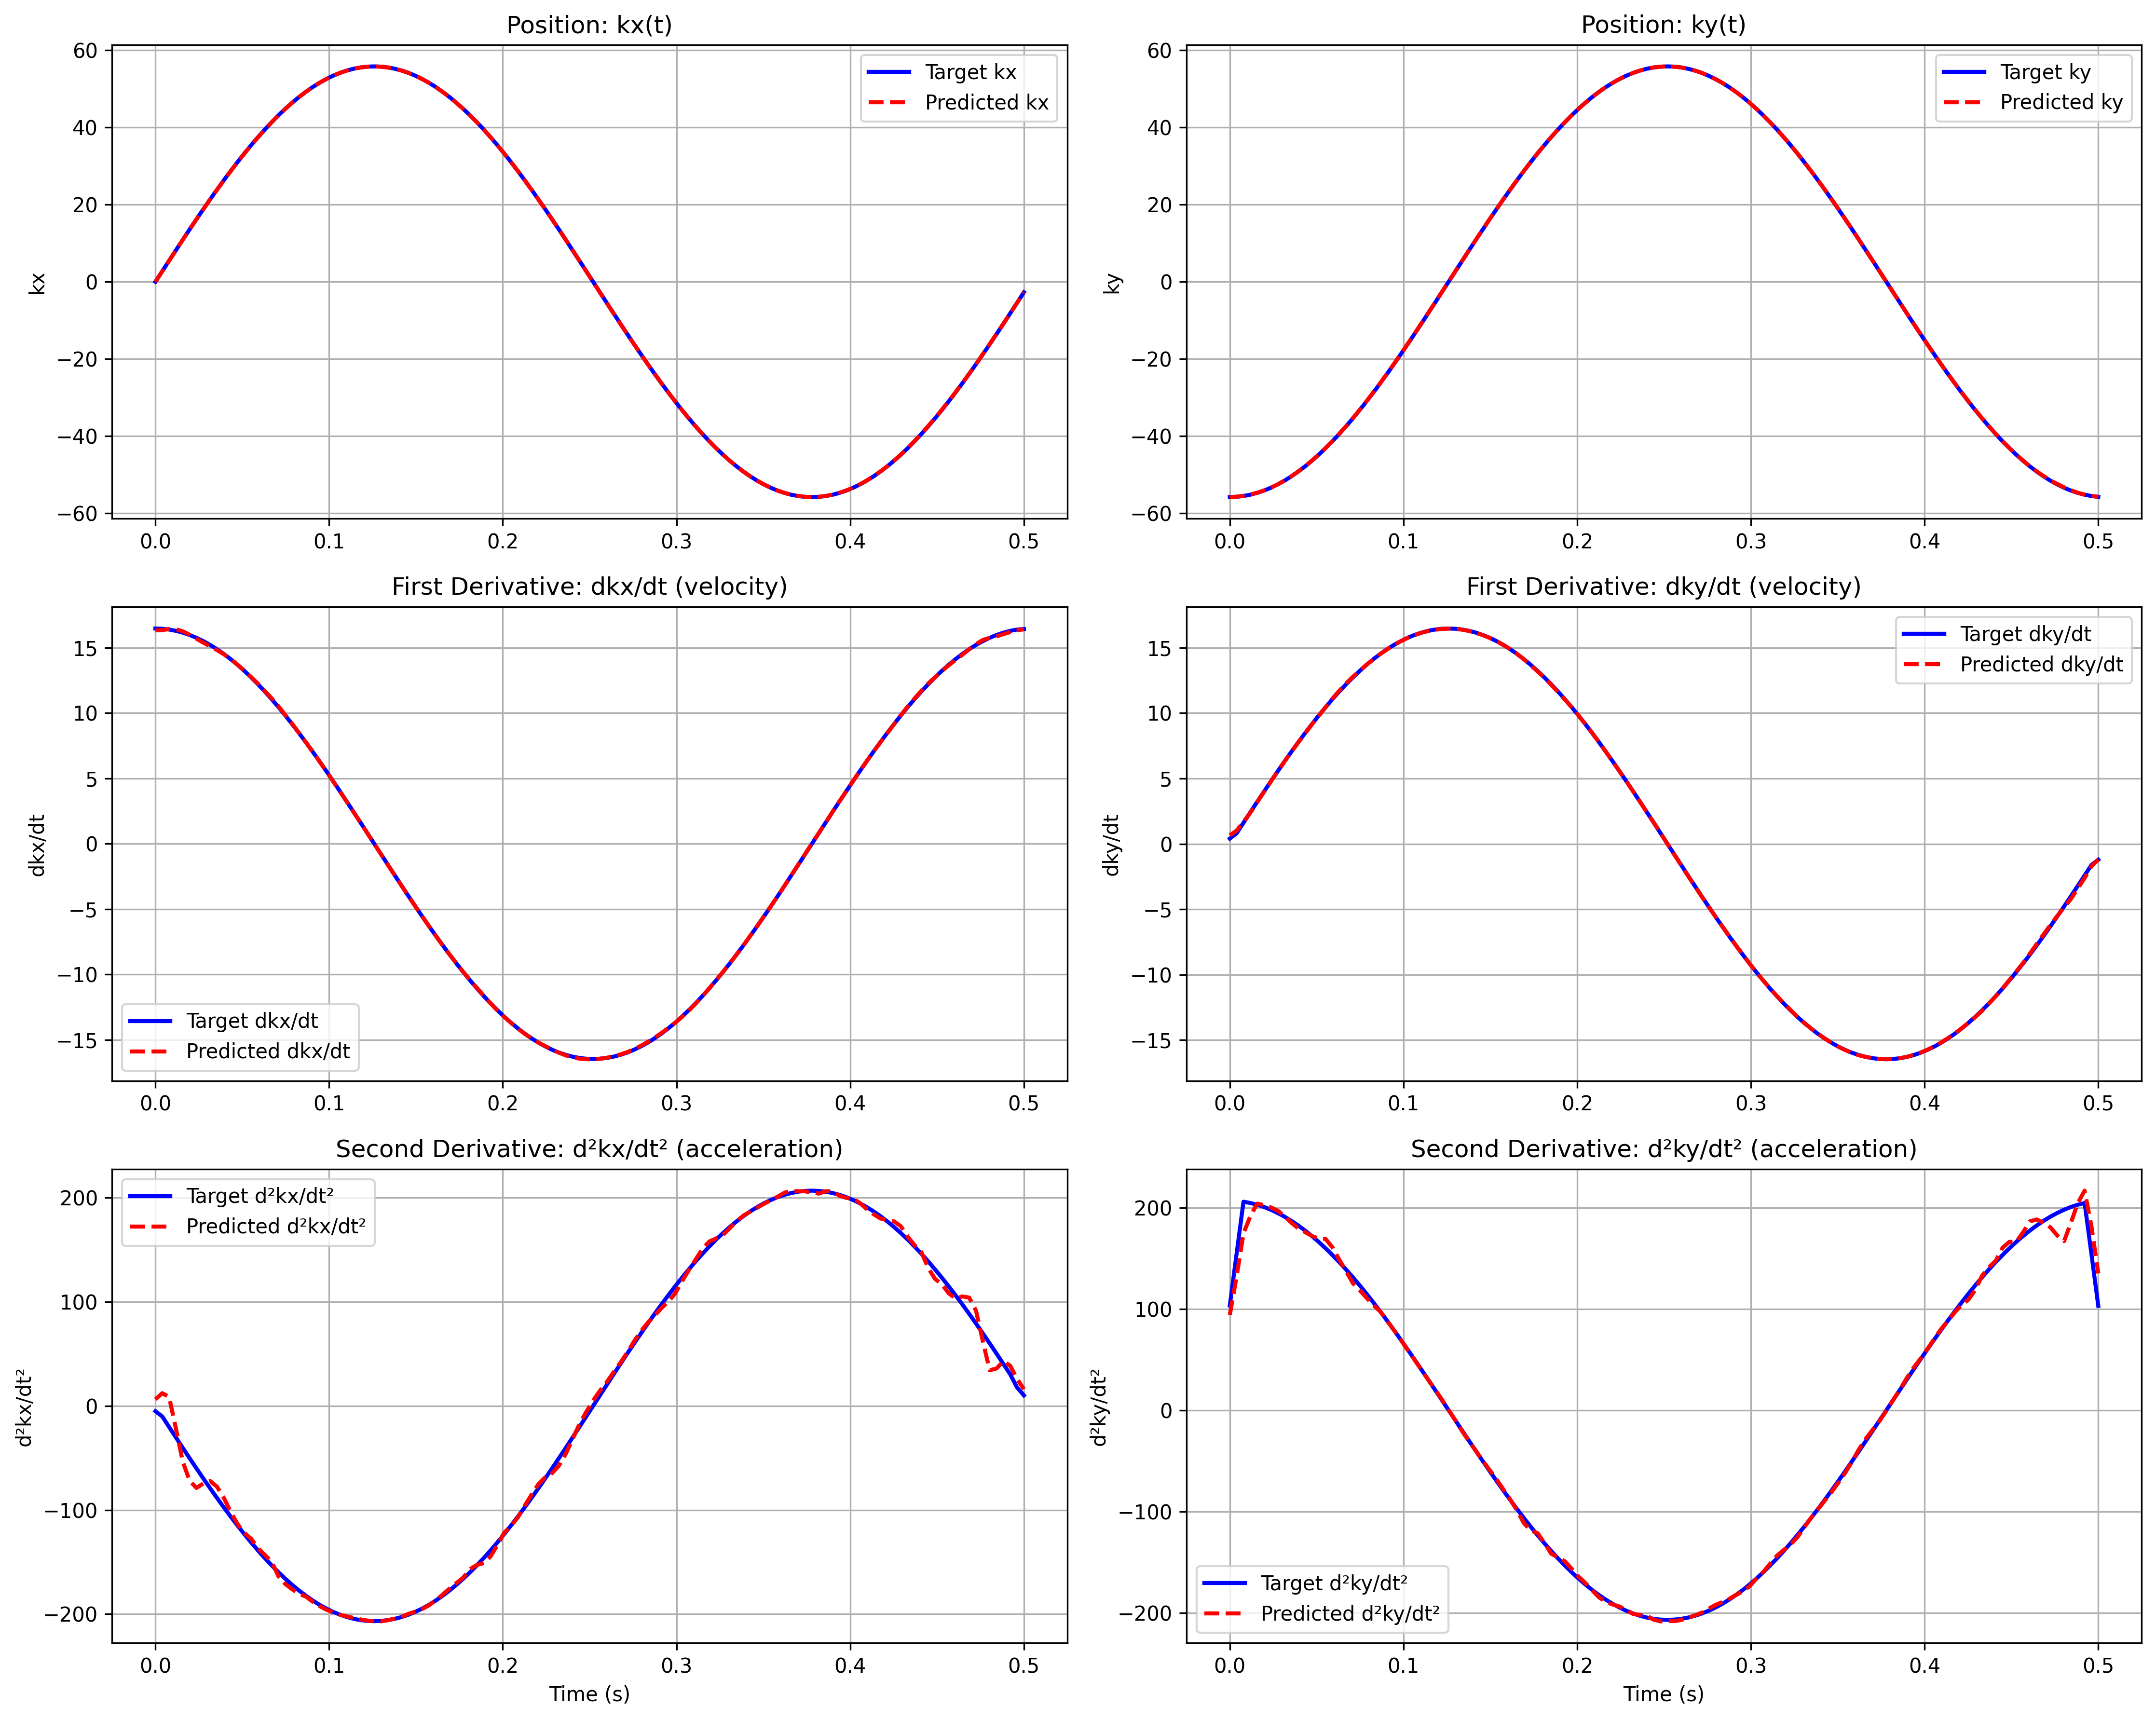 Position: kx(t)
60
40
20
0
−20
−40
−60
kx
Target kx
Predicted kx
0.0 0.1 0.2 0.3 0.4 0.5
Position: ky(t)
60
40
20
0
−20
−40
−60
ky
Target ky
Predicted ky
0.0 0.1 0.2 0.3 0.4 0.5
First Derivative: dkx/dt (velocity)
15
10
5
0
−5
−10
−15
dkx/dt
Target dkx/dt
Predicted dkx/dt
0.0 0.1 0.2 0.3 0.4 0.5
First Derivative: dky/dt (velocity)
15
10
5
0
−5
−10
−15
dky/dt
Target dky/dt
Predicted dky/dt
0.0 0.1 0.2 0.3 0.4 0.5
Second Derivative: d²kx/dt² (acceleration)
200
100
0
−100
−200
d²kx/dt²
Target d²kx/dt²
Predicted d²kx/dt²
0.0 0.1 0.2 0.3 0.4 0.5
Time (s)
Second Derivative: d²ky/dt² (acceleration)
200
100
0
−100
−200
d²ky/dt²
Target d²ky/dt²
Predicted d²ky/dt²
0.0 0.1 0.2 0.3 0.4 0.5
Time (s)